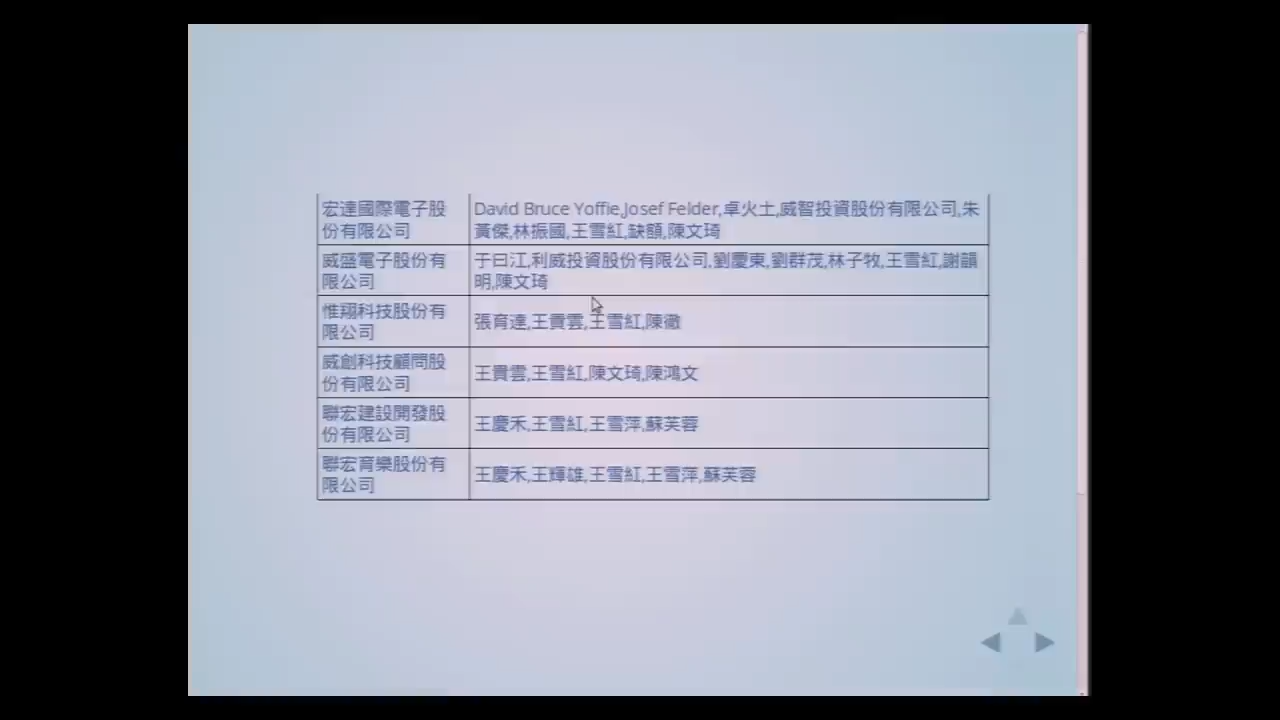 宏達國際電子股
份有限公司
David Bruce Yoffie,Josef Felder,卓火土,威智投資股份有限公司,朱
黃傑,林振國,王雪紅,缺額,陳文琦
威盛電子股份有
限公司
于曰江,利威投資股份有限公司,劉慶東,劉群茂,林子牧,王雪紅,謝韻
明,陳文琦
惟翔科技股份有
限公司
張育達,王貴雲,王雪紅,陳徹
威創科技顧問股
份有限公司
王貴雲,王雪紅,陳文琦,陳鴻文
聯宏建設開發股
份有限公司
王慶禾,王雪紅,王雪萍,蘇芙蓉
聯宏育樂股份有
限公司
王慶禾,王輝雄,王雪紅,王雪萍,蘇芙蓉